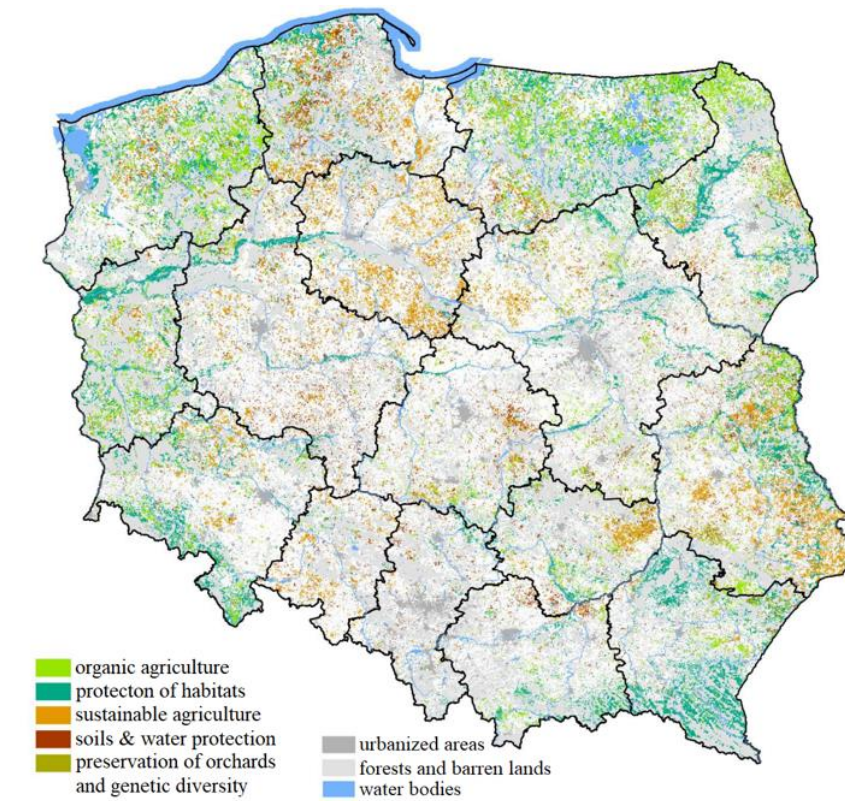 organic agriculture
protecton of habitats
sustainable agriculture
soils & water protection
preservation of orchards
and genetic diversity
urbanized areas
forests and barren lands
water bodies